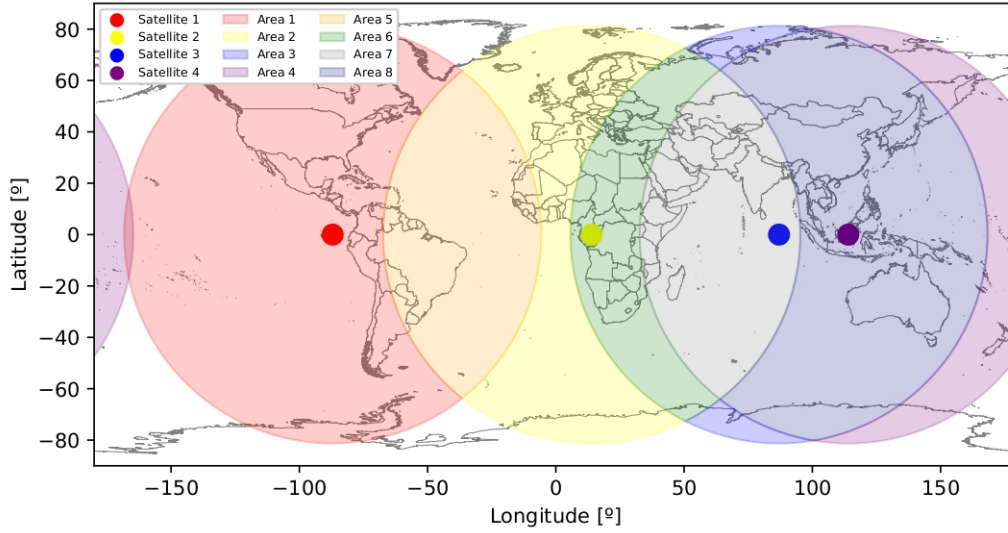 Satellite 1 Area 1 Area 5
Satellite 2 Area 2 Area 6
Satellite 3 Area 3 Area 7
Satellite 4 Area 4 Area 8
80
60
40
20
0
−20
−40
−60
−80
Latitude [º]
−150 −100 −50 0 50 100 150
Longitude [º]